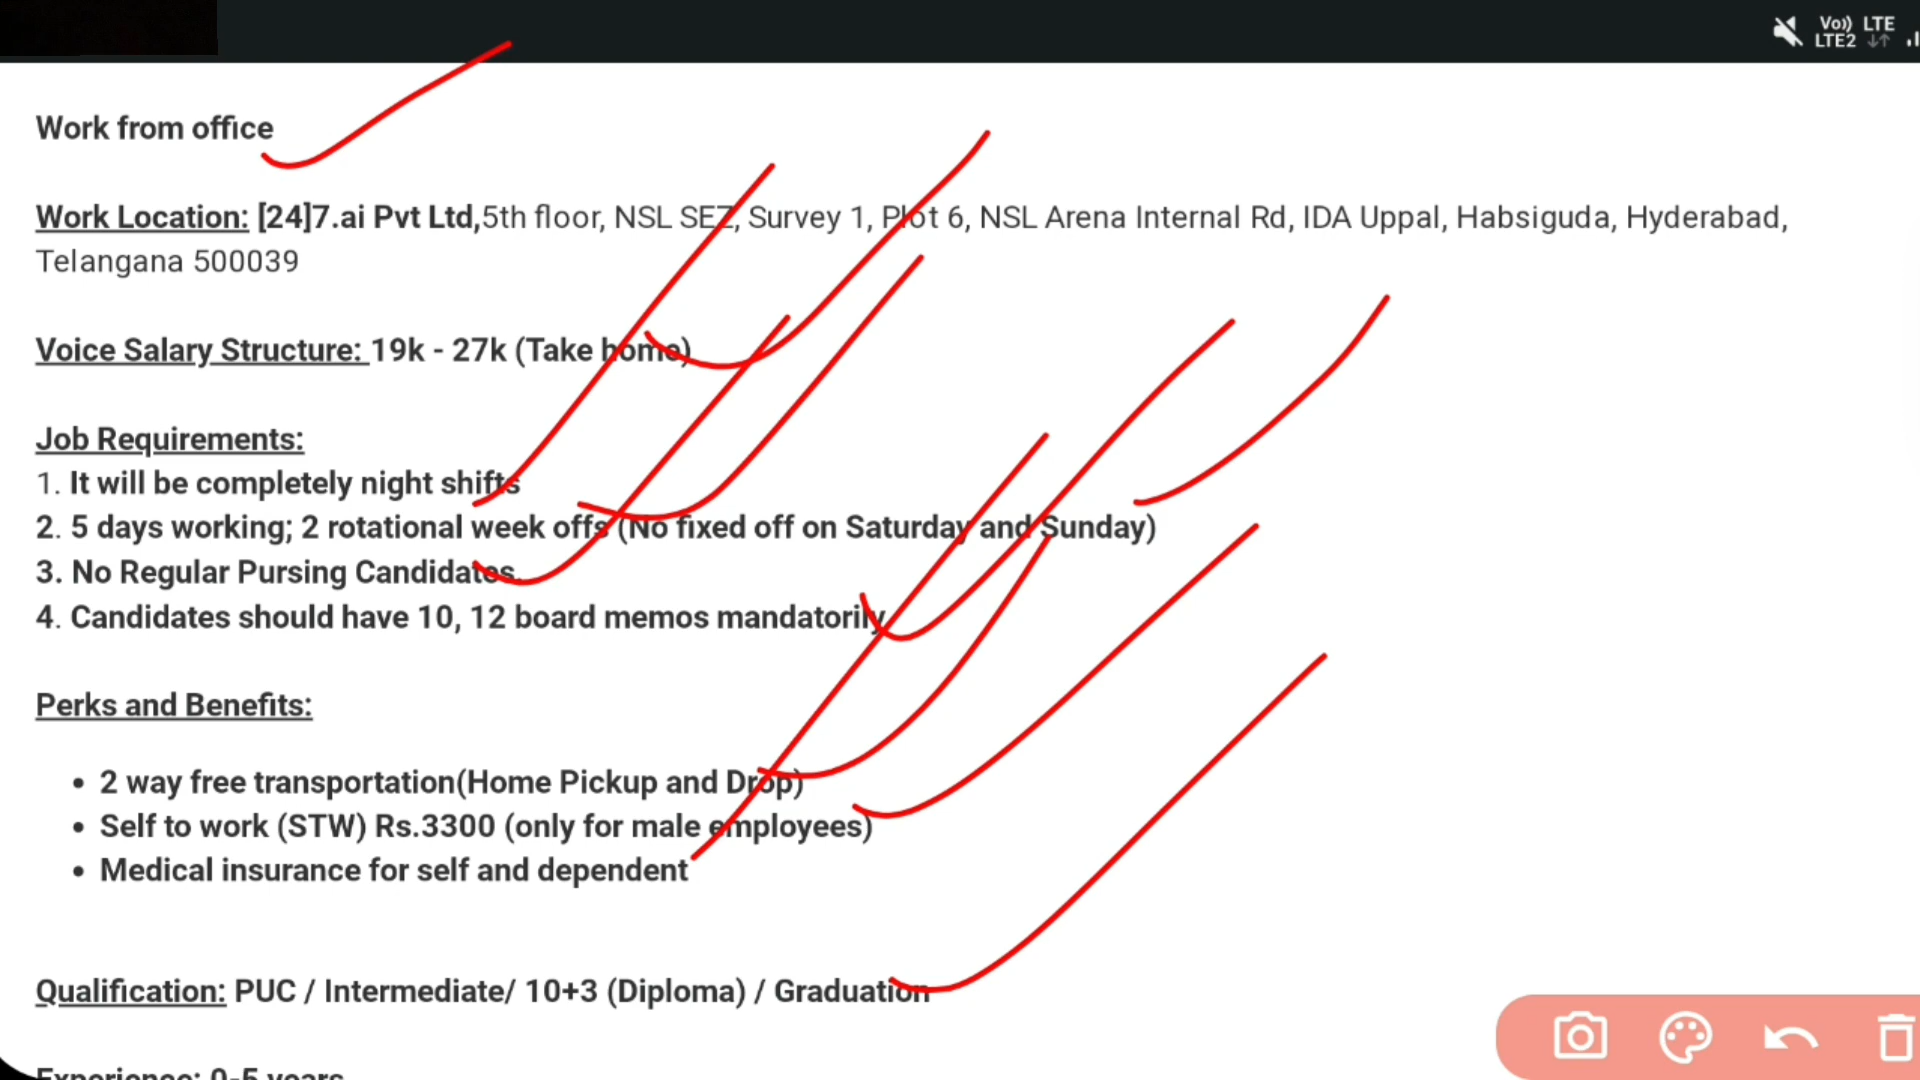 Vo)) LTE
LTE2
Work from office
Work Location: [24]7.ai Pvt Ltd,5th floor, NSL SEZ, Survey 1, Plot 6, NSL Arena Internal Rd, IDA Uppal, Habsiguda, Hyderabad,
Telangana 500039
Voice Salary Structure: 19k - 27k (Take home)
Job Requirements:
1. It will be completely night shifts
2. 5 days working; 2 rotational week offs (No fixed off on Saturday and Sunday)
3. No Regular Pursing Candidates.
4. Candidates should have 10, 12 board memos mandatorily
Perks and Benefits:
• 2 way free transportation(Home Pickup and Drop)
• Self to work (STW) Rs.3300 (only for male employees)
• Medical insurance for self and dependent
Qualification: PUC / Intermediate/ 10+3 (Diploma) / Graduation
Experience: 0-5 years